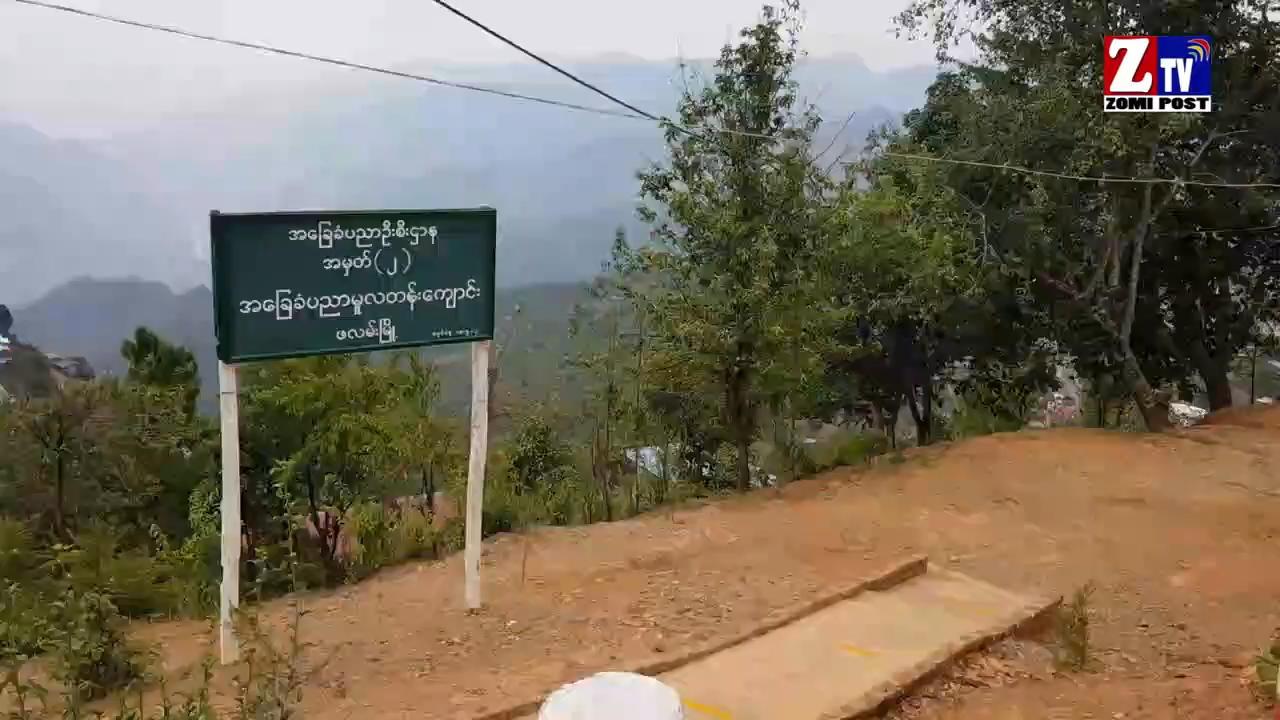 အခြေခံပညာဦးစီးဌာန
အမှတ်(၂)
အခြေခံပညာမူလတန်းကျောင်း
ဖလမ်းမြို့
Z TV
ZOMI POST